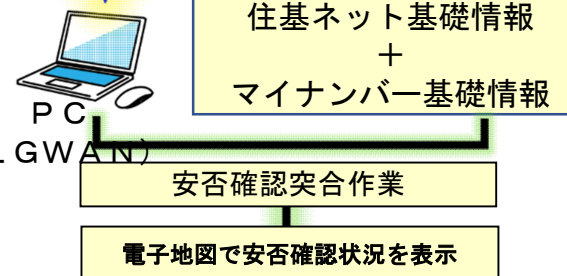 住基ネット基礎情報
＋
マイナンバー基礎情報
ＰＣ
ＬＧＷＡＮ）
安否確認突合作業
電子地図で安否確認状況を表示